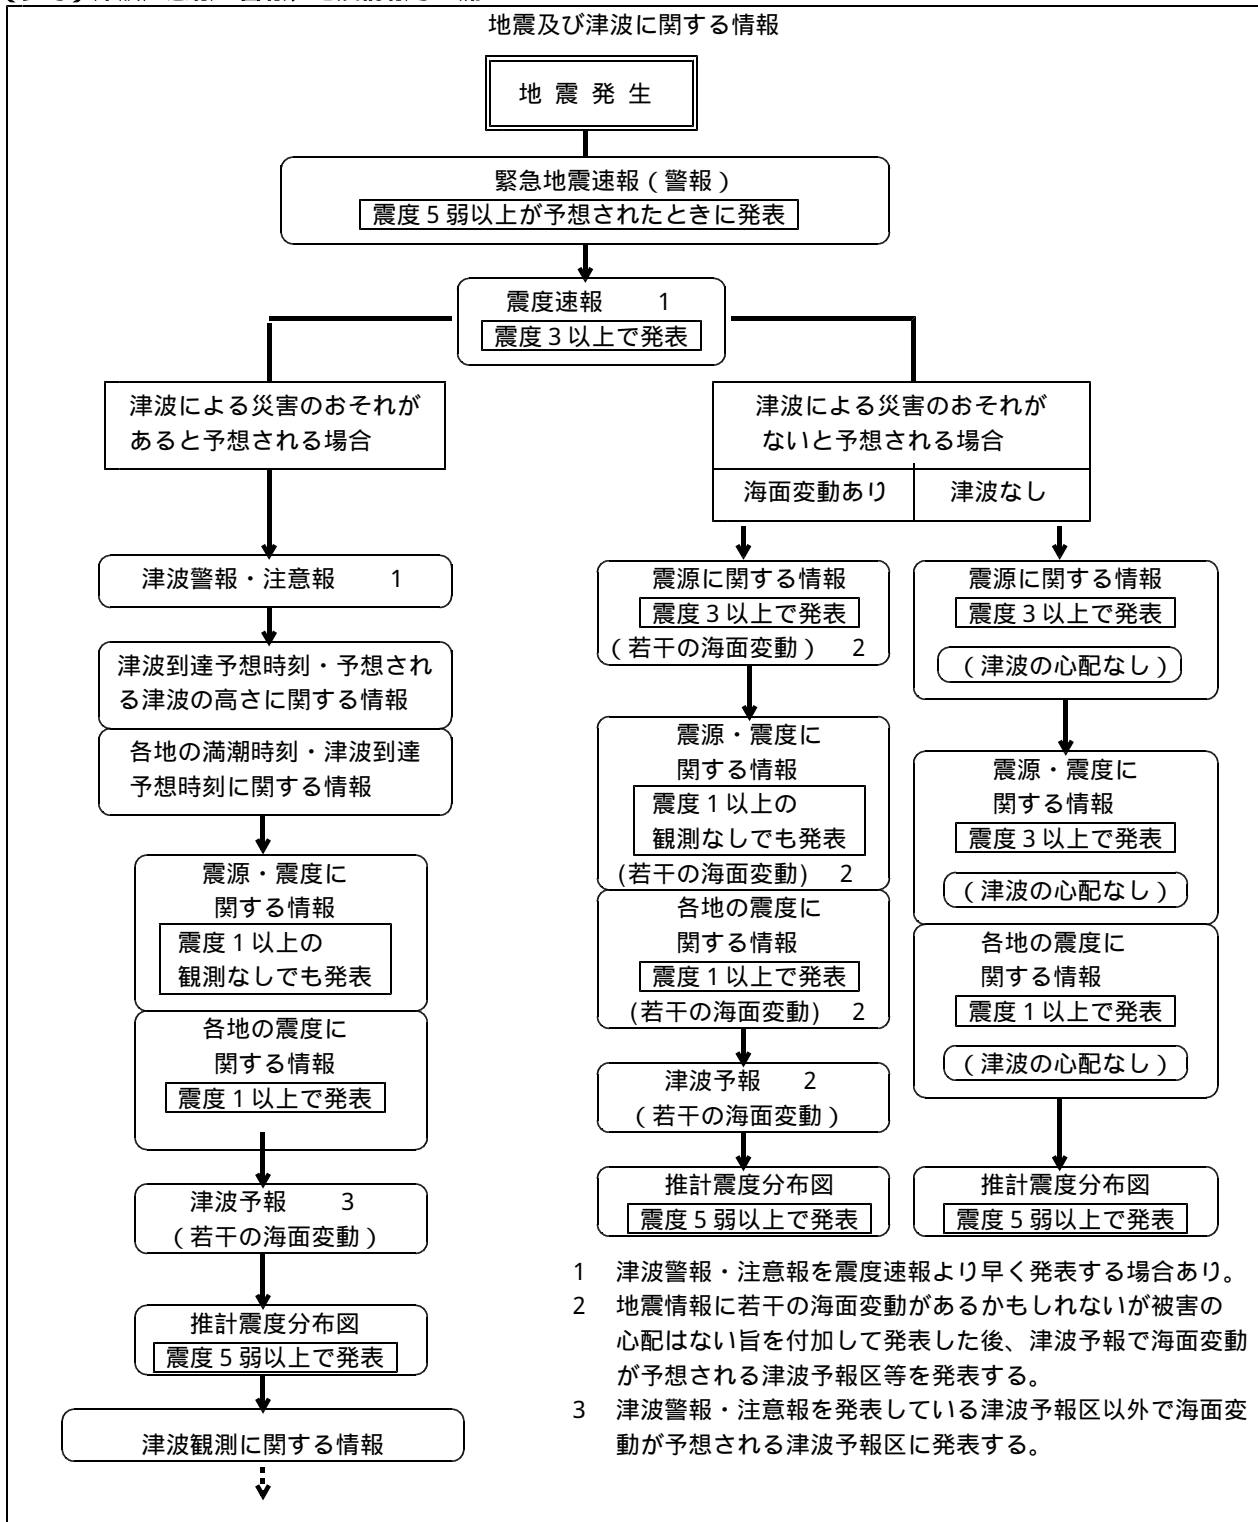 地震及び津波に関する情報
地 震 発 生
緊急地震速報（警報）
震度５弱以上が予想されたときに発表
震度速報　1
震度３以上で発表
津波による災害のおそれが
あると予想される場合
津波警報・注意報　1
津波到達予想時刻・予想され
る津波の高さに関する情報
各地の満潮時刻・津波到達
予想時刻に関する情報
震源・震度に
関する情報
震度１以上の
観測なしでも発表
各地の震度に
関する情報
震度１以上で発表
津波予報　3
（若干の海面変動）
推計震度分布図
震度５弱以上で発表
津波観測に関する情報
津波による災害のおそれが
ないと予想される場合
海面変動あり
津波なし
震源に関する情報
震度３以上で発表
（若干の海面変動）　2
震源・震度に
関する情報
震度１以上の
観測なしでも発表
(若干の海面変動)　2
各地の震度に
関する情報
震度１以上で発表
(若干の海面変動)　2
津波予報　2
（若干の海面変動）
推計震度分布図
震度５弱以上で発表
震源に関する情報
震度３以上で発表
（津波の心配なし）
震源・震度に
関する情報
震度３以上で発表
（津波の心配なし）
各地の震度に
関する情報
震度１以上で発表
（津波の心配なし）
推計震度分布図
震度５弱以上で発表
1　津波警報・注意報を震度速報より早く発表する場合あり。
2　地震情報に若干の海面変動があるかもしれないが被害の
心配はない旨を付加して発表した後、津波予報で海面変動
が予想される津波予報区等を発表する。
3　津波警報・注意報を発表している津波予報区以外で海面変
動が予想される津波予報区に発表する。